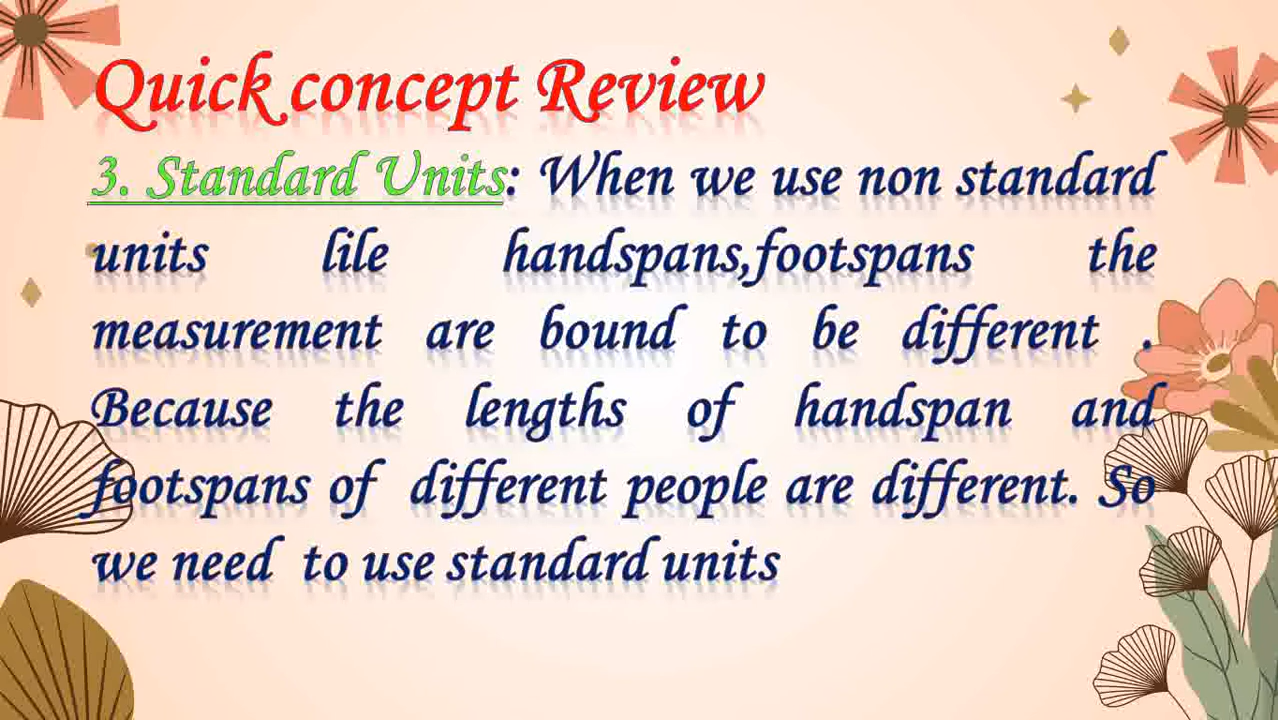 Quick concept Review
3. Standard Units: When we use non standard
units lile handspans,footspans the
measurement are bound to be different .
Because the lengths of handspan and
footspans of different people are different. So
we need to use standard units